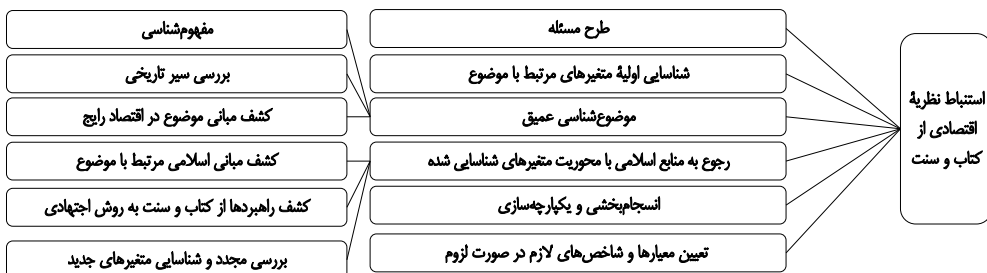 استنباط نظریهٔ
اقتصادی از
کتاب و سنت
طرح مسئله
شناسایی اولیهٔ متغیرهای مرتبط با موضوع
موضوع‌شناسی عمیق
رجوع به منابع اسلامی با محوریت متغیرهای شناسایی شده
انسجام‌بخشی و یکپارچه‌سازی
تعیین معیارها و شاخص‌های لازم در صورت لزوم
مفهوم‌شناسی
بررسی سیر تاریخی
کشف مبانی موضوع در اقتصاد رایج
کشف مبانی اسلامی مرتبط با موضوع
کشف راهبردها از کتاب و سنت به روش اجتهادی
بررسی مجدد و شناسایی متغیرهای جدید